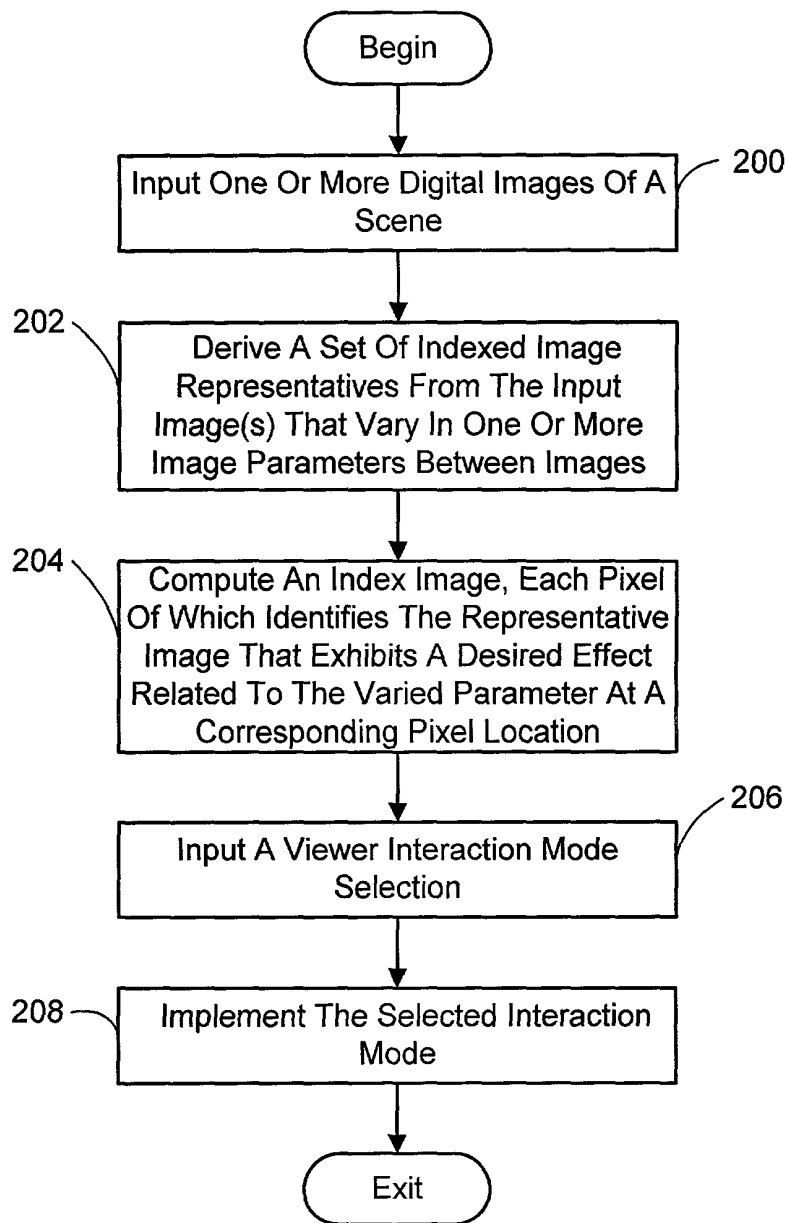 Begin
Input One Or More Digital Images Of A
Scene
200
202
Derive A Set Of Indexed Image
Representatives From The Input
Image(s) That Vary In One Or More
Image Parameters Between Images
204
Compute An Index Image, Each Pixel
Of Which Identifies The Representative
Image That Exhibits A Desired Effect
Related To The Varied Parameter At A
Corresponding Pixel Location
206
Input A Viewer Interaction Mode
Selection
208
Implement The Selected Interaction
Mode
Exit